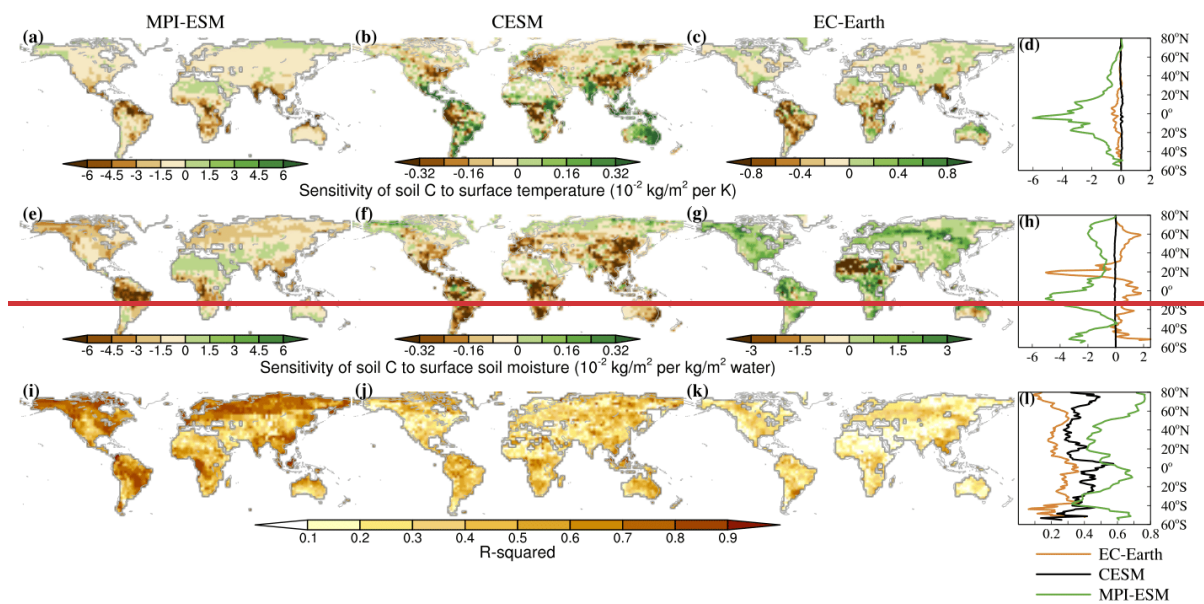 MPI-ESM CESM EC-Earth
(a) (b) (c) (d) 80°N
60°N
40°N
20°N
0°
20°S
40°S
60°S
-6 -4.5 -3 -1.5 0 1.5 3 4.5 6 -0.32 -0.16 0 0.16 0.32 -0.8 -0.4 0 0.4 0.8
-6 -4 -2 0 2
Sensitivity of soil C to surface temperature (10⁻² kg/m² per K)
(e) (f) (g) (h) 80°N
60°N
40°N
20°N
0°
20°S
40°S
60°S
-6 -4.5 -3 -1.5 0 1.5 3 4.5 6 -0.32 -0.16 0 0.16 0.32 -3 -1.5 0 1.5 3
-4 -2 0 2
Sensitivity of soil C to surface soil moisture (10⁻² kg/m² per kg/m² water)
(i) (j) (k) (l) 80°N
60°N
40°N
20°N
0°
20°S
40°S
60°S
0.2 0.4 0.6 0.8
0.1 0.2 0.3 0.4 0.5 0.6 0.7 0.8 0.9
R-squared
EC-Earth
CESM
MPI-ESM